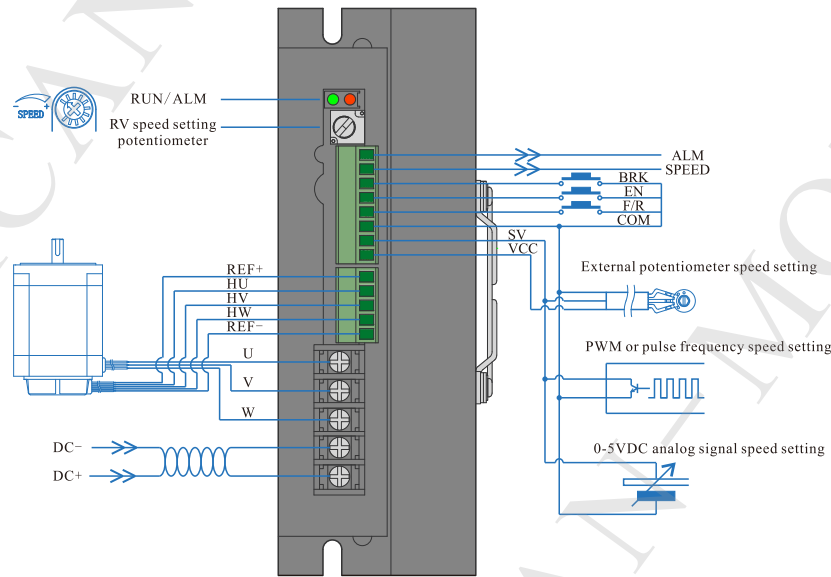 RUN/ALM
SPEED
- +
RV speed setting
potentiometer
ALM
SPEED
BRK
EN
F/R
COM
SV
VCC
External potentiometer speed setting
REF+
HU
HV
HW
REF-
U
V
W
PWM or pulse frequency speed setting
0-5VDC analog signal speed setting
DC-
DC+